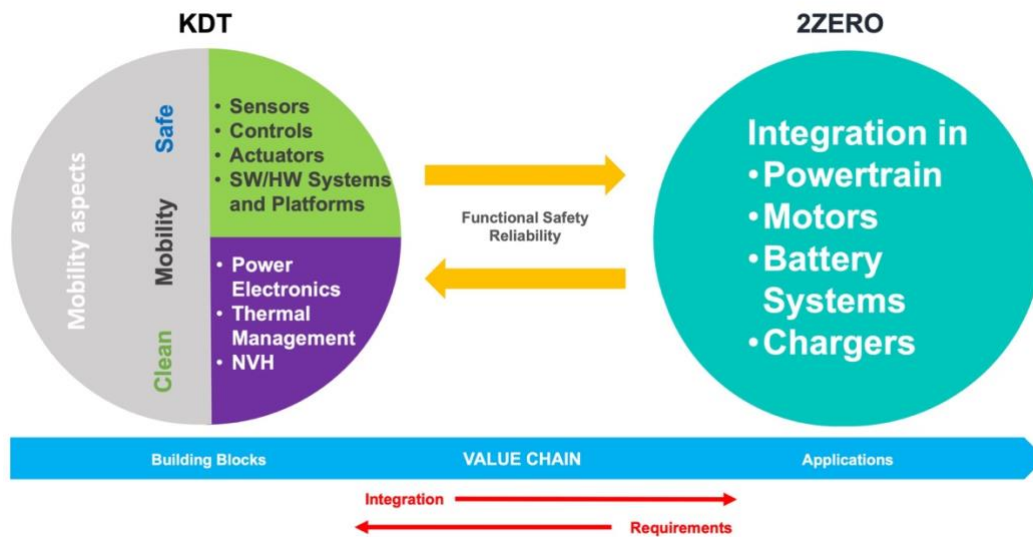 KDT
2ZERO
Mobility aspects
Safe
Mobility
Clean
• Sensors
• Controls
• Actuators
• SW/HW Systems
and Platforms
• Power
Electronics
• Thermal
Management
• NVH
Functional Safety
Reliability
Integration in
•Powertrain
•Motors
•Battery
Systems
•Chargers
Building Blocks
VALUE CHAIN
Applications
Integration
Requirements